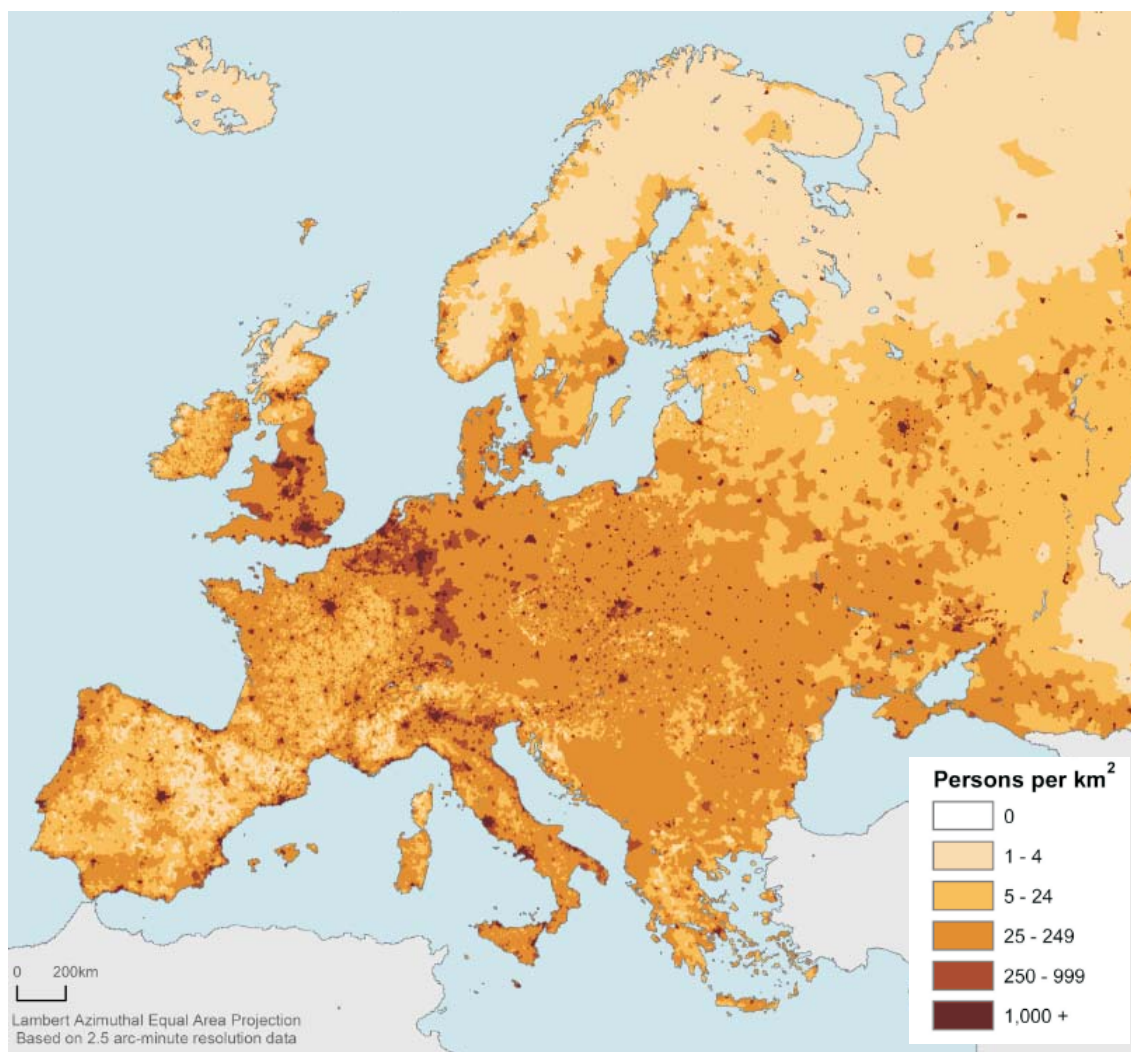 Persons per km2
0
1 - 4
5 - 24
25 - 249
250 - 999
1,000 +
0 200km
Lambert Azimuthal Equal Area Projection
Based on 2.5 arc-minute resolution data